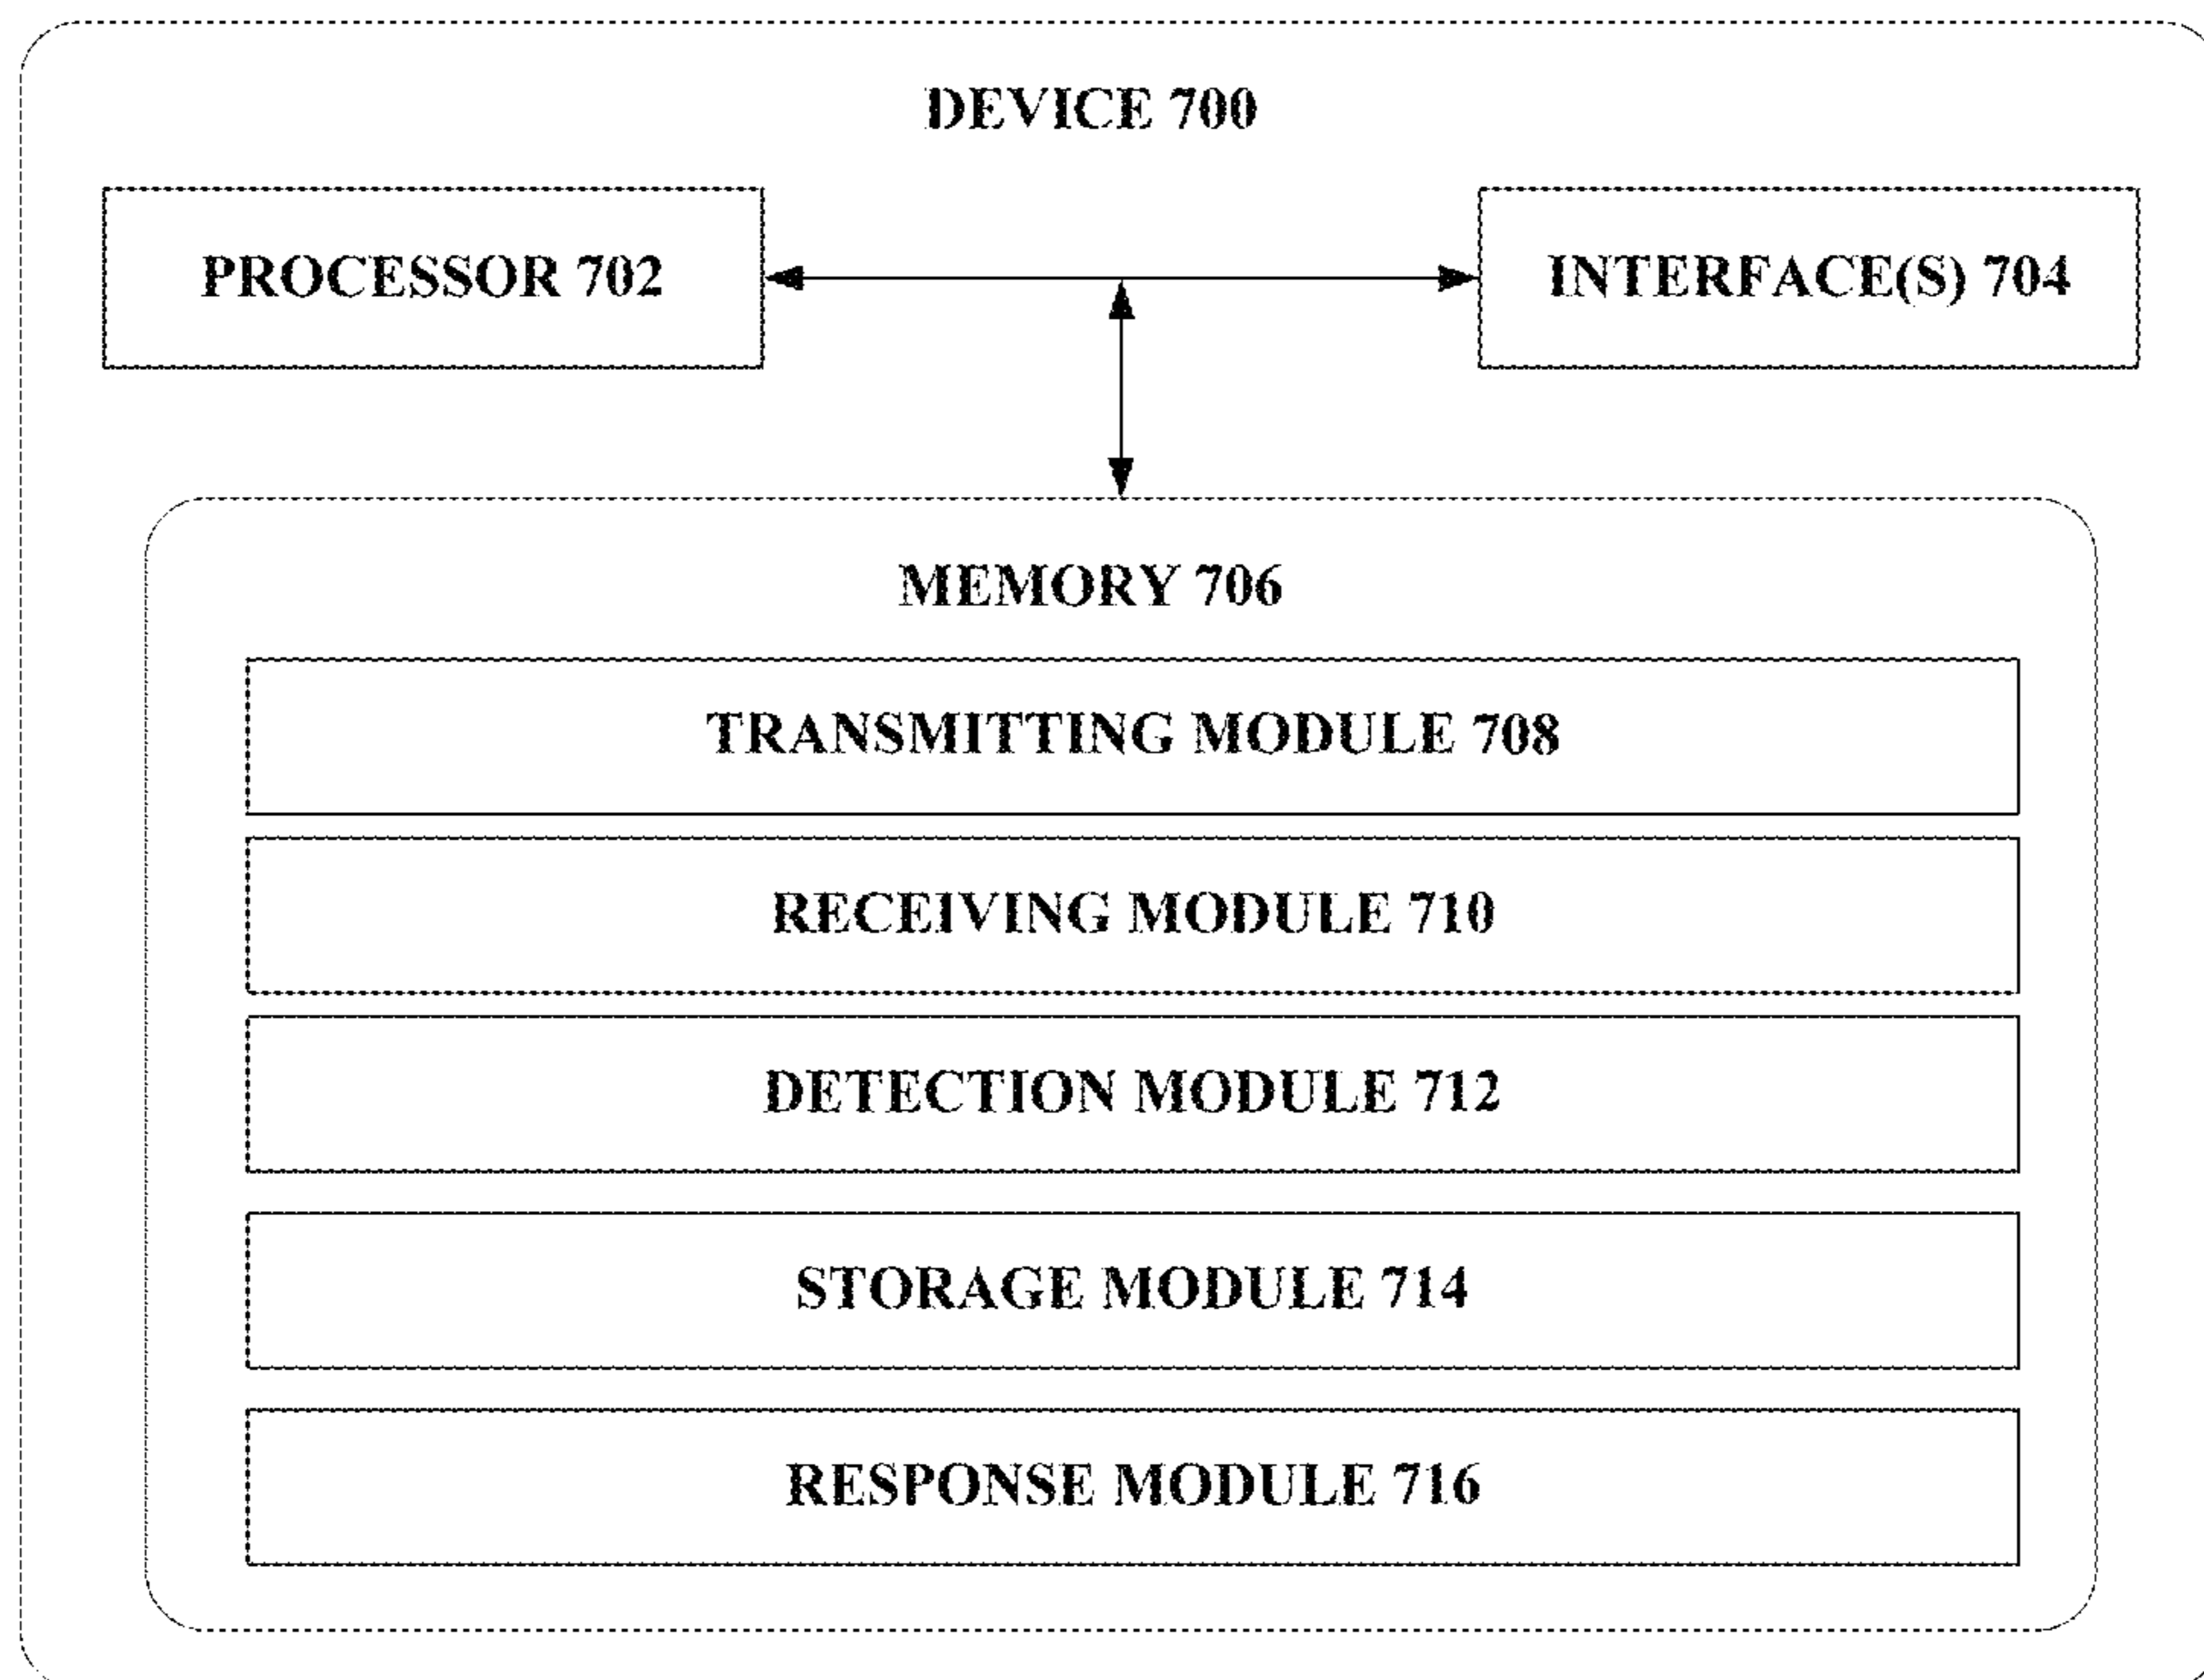 DEVICE 700
PROCESSOR 702
INTERFACE(S) 704
MEMORY 706
TRANSMITTING MODULE 708
RECEIVING MODULE 710
DETECTION MODULE 712
STORAGE MODULE 714
RESPONSE MODULE 716